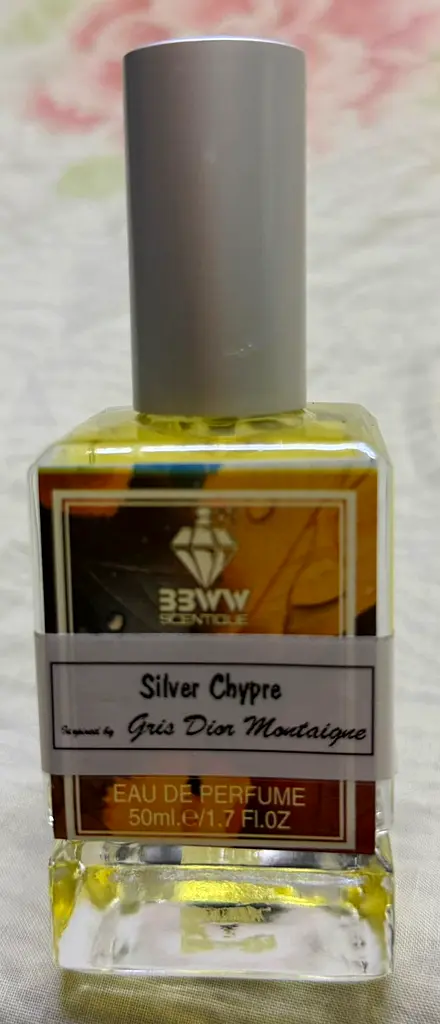 33WW
SCENTIQUE
Silver Chypre
Inspired by Gris Dior Montaigne
EAU DE PERFUME
50ml.e/1.7 Fl.OZ